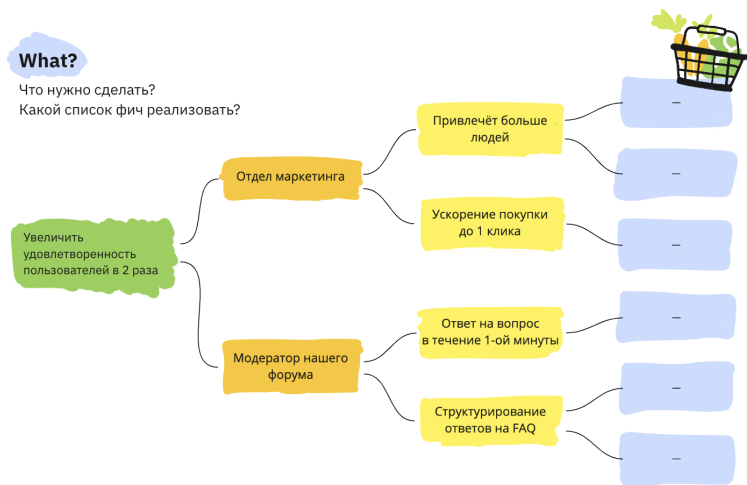 What?
Что нужно сделать?
Какой список фич реализовать?
Увеличить
удовлетворенность
пользователей в 2 раза
Отдел маркетинга
Модератор нашего
форума
Привлечёт больше
людей
Ускорение покупки
до 1 клика
Ответ на вопрос
в течение 1-ой минуты
Структурирование
ответов на FAQ
—
—
—
—
—
—